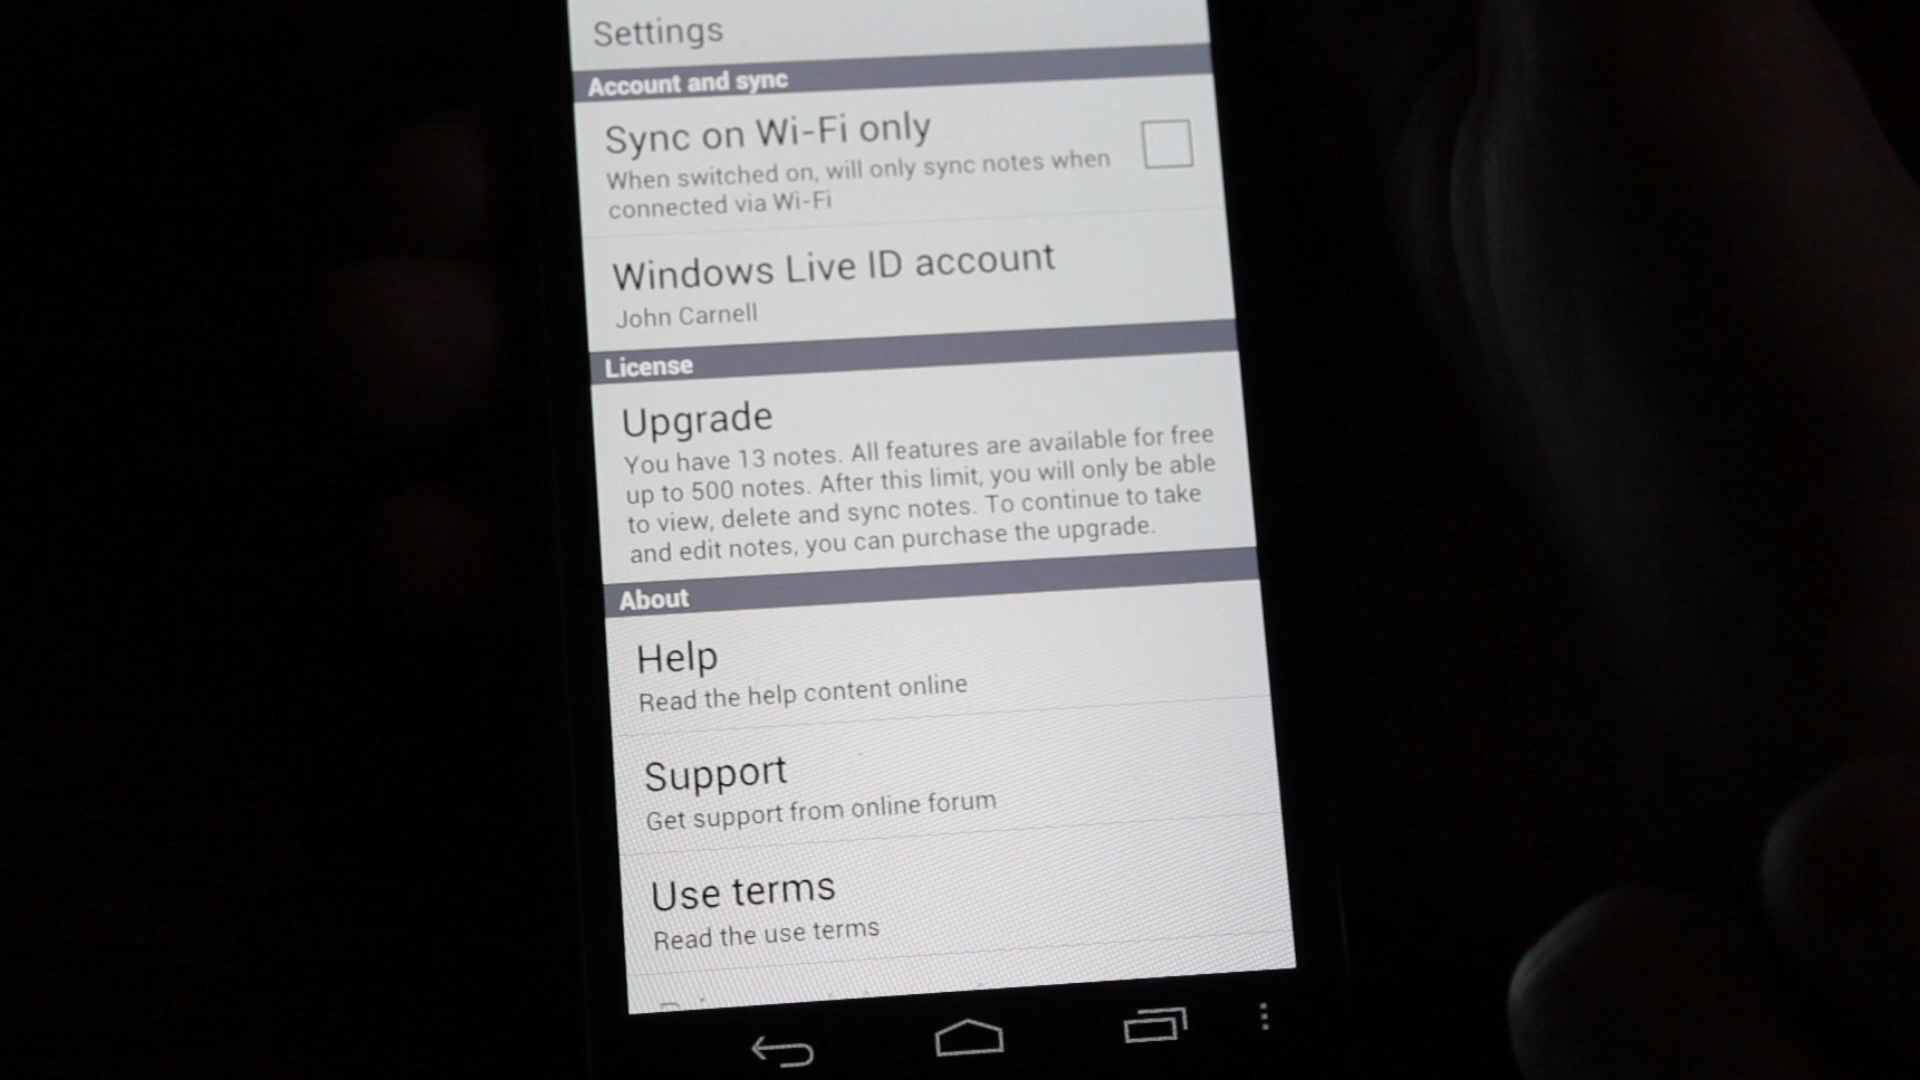 Settings
Account and sync
Sync on Wi-Fi only
When switched on, will only sync notes when
connected via Wi-Fi
Windows Live ID account
John Carnell
License
Upgrade
You have 13 notes. All features are available for free
up to 500 notes. After this limit, you will only be able
to view, delete and sync notes. To continue to take
and edit notes, you can purchase the upgrade.
About
Help
Read the help content online
Support
Get support from online forum
Use terms
Read the use terms